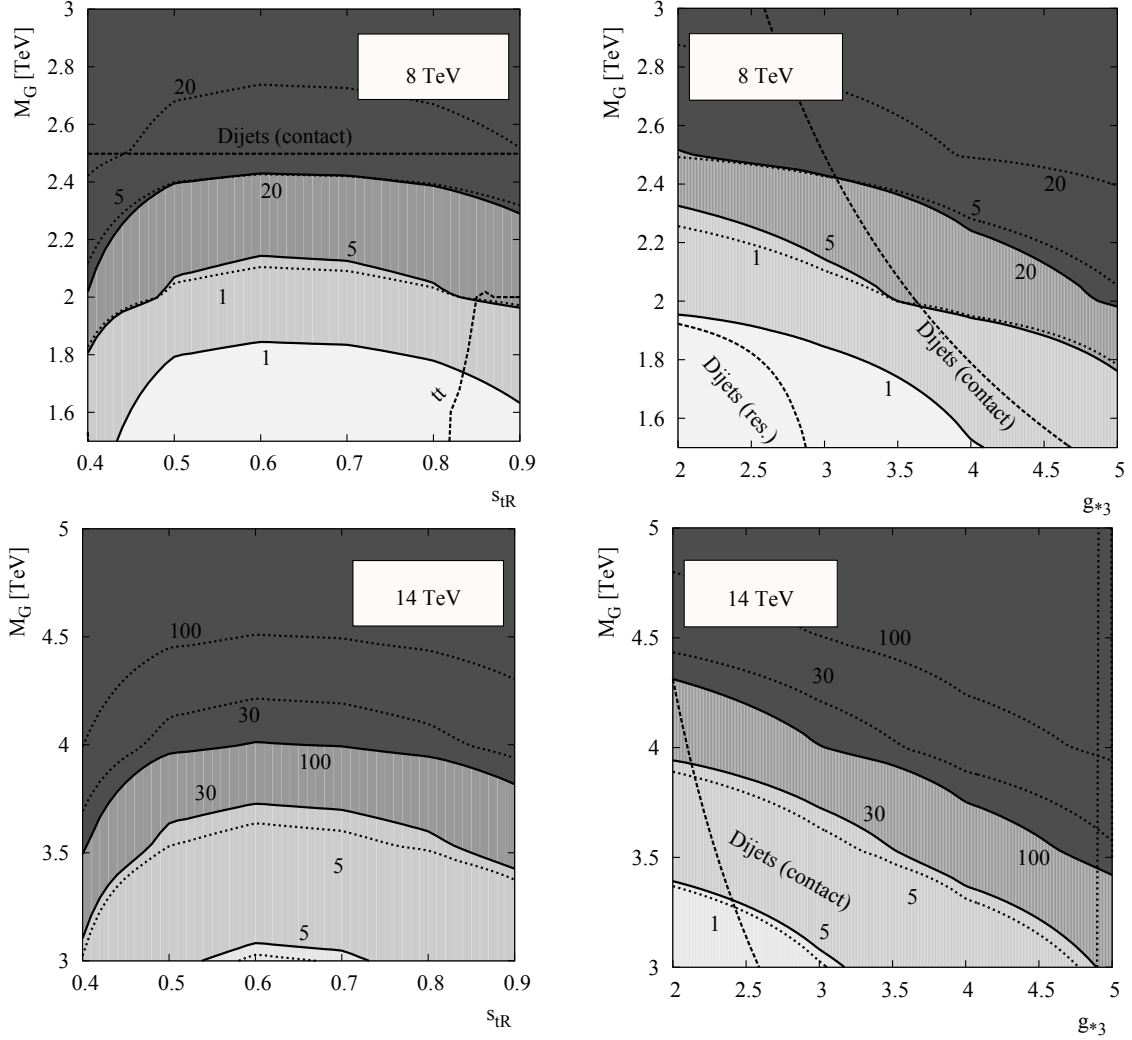 3
2.8
2.6
2.4
2.2
2
1.8
1.6
M_G [TeV]
8 TeV
20
Dijets (contact)
5
20
5
1
1
tt
0.4 0.5 0.6 0.7 0.8 0.9
s_tR
3
2.8
2.6
2.4
2.2
2
1.8
1.6
M_G [TeV]
8 TeV
20
5
5
1
20
Dijets (contact)
Dijets (res.)
1
2 2.5 3 3.5 4 4.5 5
g_*3
5
4.5
4
3.5
3
M_G [TeV]
14 TeV
100
30
100
30
5
5
0.4 0.5 0.6 0.7 0.8 0.9
s_tR
5
4.5
4
3.5
3
M_G [TeV]
14 TeV
100
30
30
100
Dijets (contact)
5
1
5
2 2.5 3 3.5 4 4.5 5
g_*3